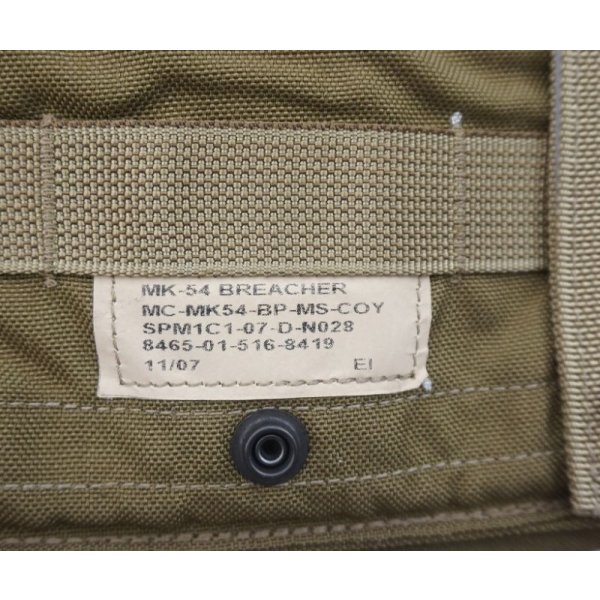 MK-54 BREACHER
MC-MK54-BP-MS-COY
SPM1C1-07-D-N028
8465-01-516-8419
11/07 EI